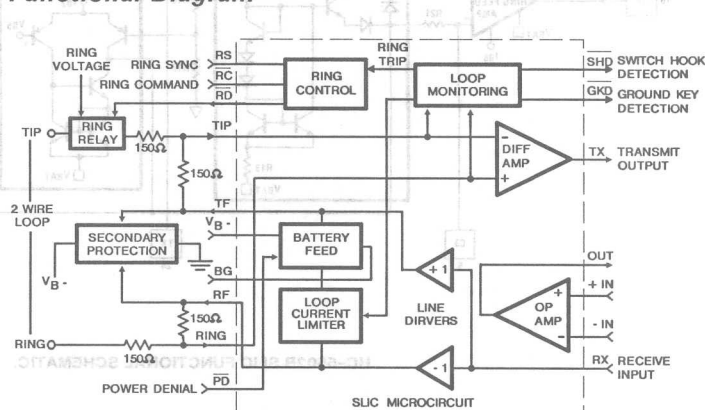 Functional Diagram
RING VOLTAGE
RING SYNC
RING COMMAND
RS
RC
RD
RING CONTROL
RING TRIP
LOOP MONITORING
SHD
SWITCH HOOK DETECTION
GKD
GROUND KEY DETECTION
TIP
RING RELAY
150Ω
TIP
150Ω
DIFF AMP
-
+
TX
TRANSMIT OUTPUT
2 WIRE LOOP
TF
VB -
SECONDARY PROTECTION
BATTERY FEED
VB -
BG
RF
LOOP CURRENT LIMITER
+ 1
LINE DIRVERS
- 1
OUT
+ IN
- IN
+
-
OP AMP
150Ω
RING
RING
150Ω
RX
RECEIVE INPUT
POWER DENIAL
PD
SLIC MICROCIRCUIT